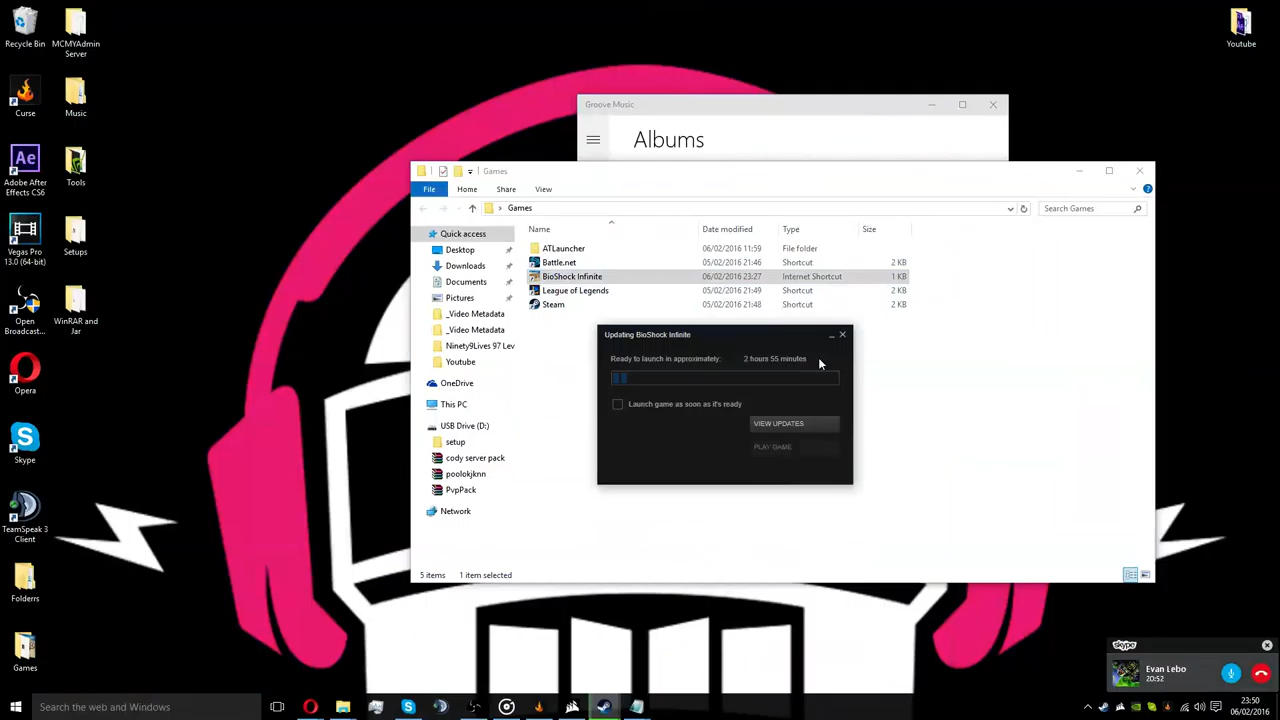 Recycle Bin
MCMYAdmin
Server
Youtube
Curse
Music
Adobe After
Effects CS6
Tools
Vegas Pro
13.0 (64-bit)
Setups
Open
Broadcast...
WinRAR and
Jar
Opera
Skype
TeamSpeak 3
Client
Folderrs
Games
Groove Music
Albums
Games
File Home Share View
Games
Search Games
Name Date modified Type Size
ATLauncher 06/02/2016 11:59 File folder
Battle.net 05/02/2016 21:46 Shortcut 2 KB
BioShock Infinite 06/02/2016 23:27 Internet Shortcut 1 KB
League of Legends 05/02/2016 21:49 Shortcut 2 KB
Steam 05/02/2016 21:48 Shortcut 2 KB
Quick access
Desktop
Downloads
Documents
Pictures
_Video Metadata
_Video Metadata
Ninety9Lives 97 Lev
Youtube
OneDrive
This PC
USB Drive (D:)
setup
cody server pack
poolokjknn
PvpPack
Network
5 items 1 item selected
Updating BioShock Infinite
Ready to launch in approximately: 2 hours 55 minutes
Launch game as soon as it's ready
VIEW UPDATES
PLAY GAME
skype
Evan Lebo
20:52
Search the web and Windows
23:50
06/02/2016